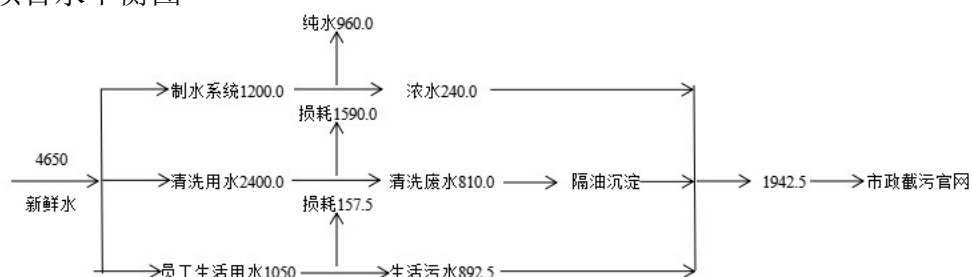 纯水960.0
制水系统1200.0 浓水240.0
损耗1590.0
4650
清洗用水2400.0 清洗废水810.0 隔油沉淀 1942.5 市政截污官网
新鲜水
损耗157.5
员工生活用水1050 生活污水892.5